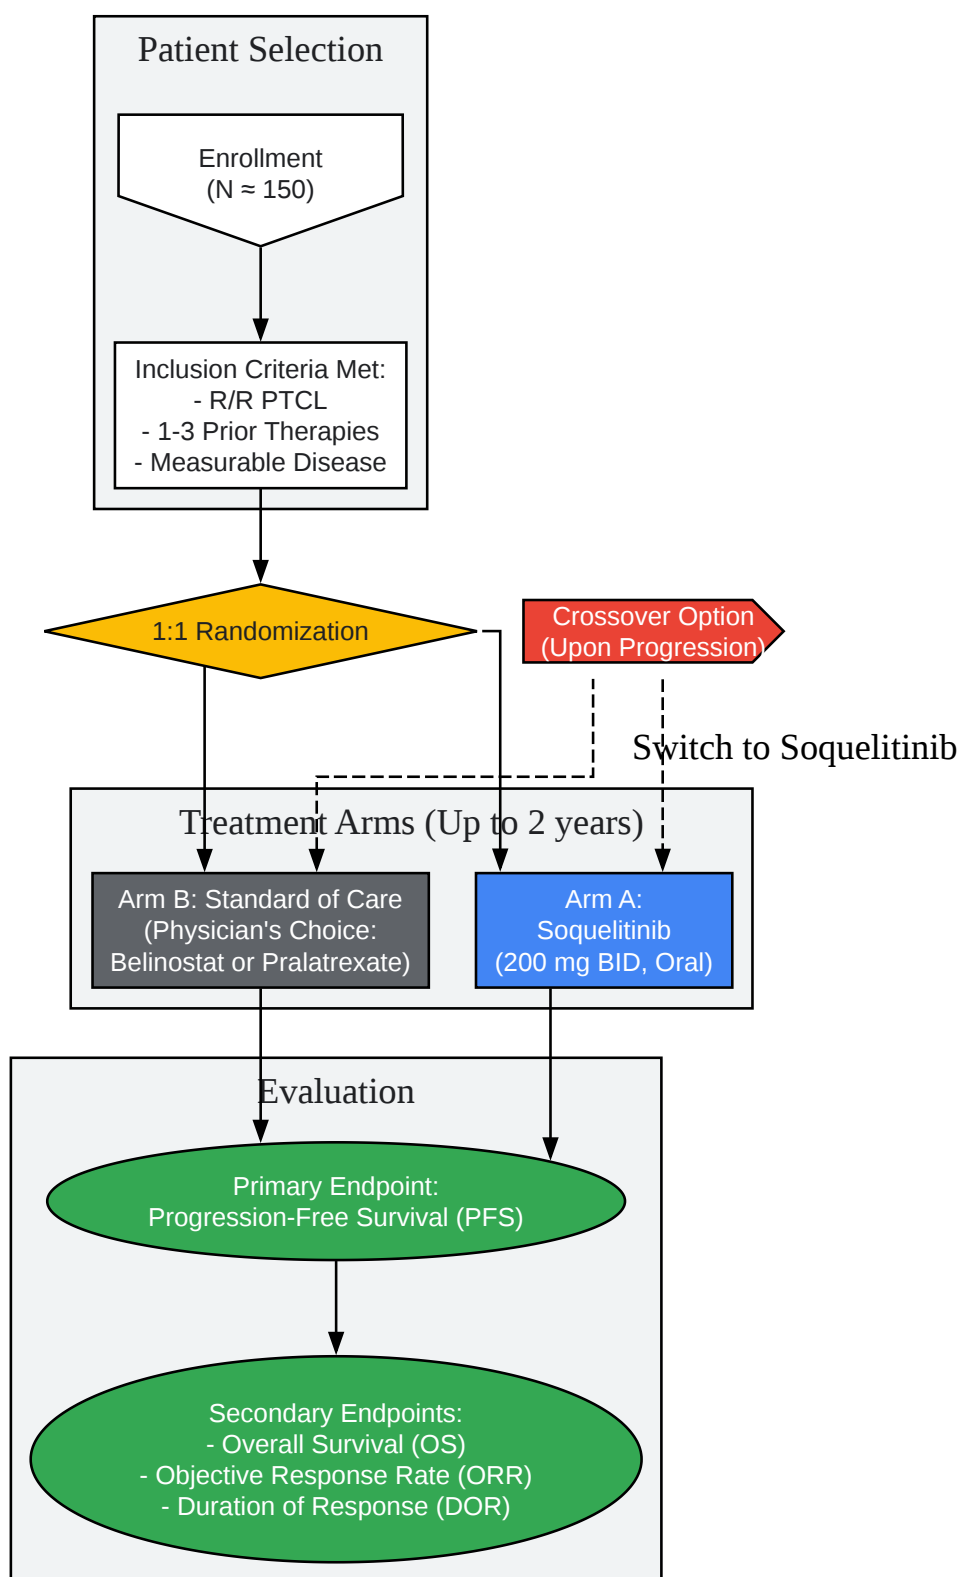 Patient Selection
Enrollment
(N ≈ 150)
Inclusion Criteria Met:
- R/R PTCL
- 1-3 Prior Therapies
- Measurable Disease
1:1 Randomization
Crossover Option
(Upon Progression)
Switch to Soquelitinib
Treatment Arms (Up to 2 years)
Arm B: Standard of Care
(Physician's Choice:
Belinostat or Pralatrexate)
Arm A:
Soquelitinib
(200 mg BID, Oral)
Evaluation
Primary Endpoint:
Progression-Free Survival (PFS)
Secondary Endpoints:
- Overall Survival (OS)
- Objective Response Rate (ORR)
- Duration of Response (DOR)